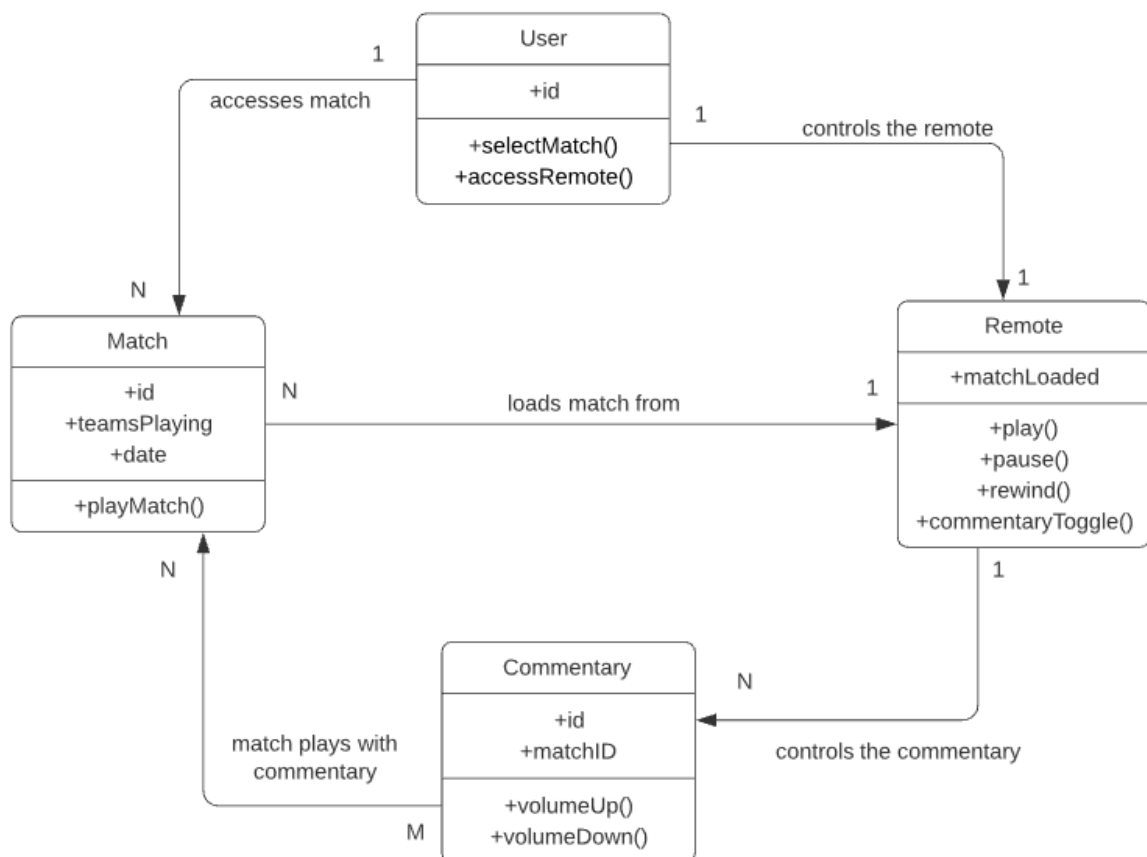 User
+id
+selectMatch()
+accessRemote()
1
accesses match
N
1
controls the remote
1
Match
+id
+teamsPlaying
+date
+playMatch()
N
loads match from
1
Remote
+matchLoaded
+play()
+pause()
+rewind()
+commentaryToggle()
N
match plays with
commentary
M
Commentary
+id
+matchID
+volumeUp()
+volumeDown()
1
N
controls the commentary